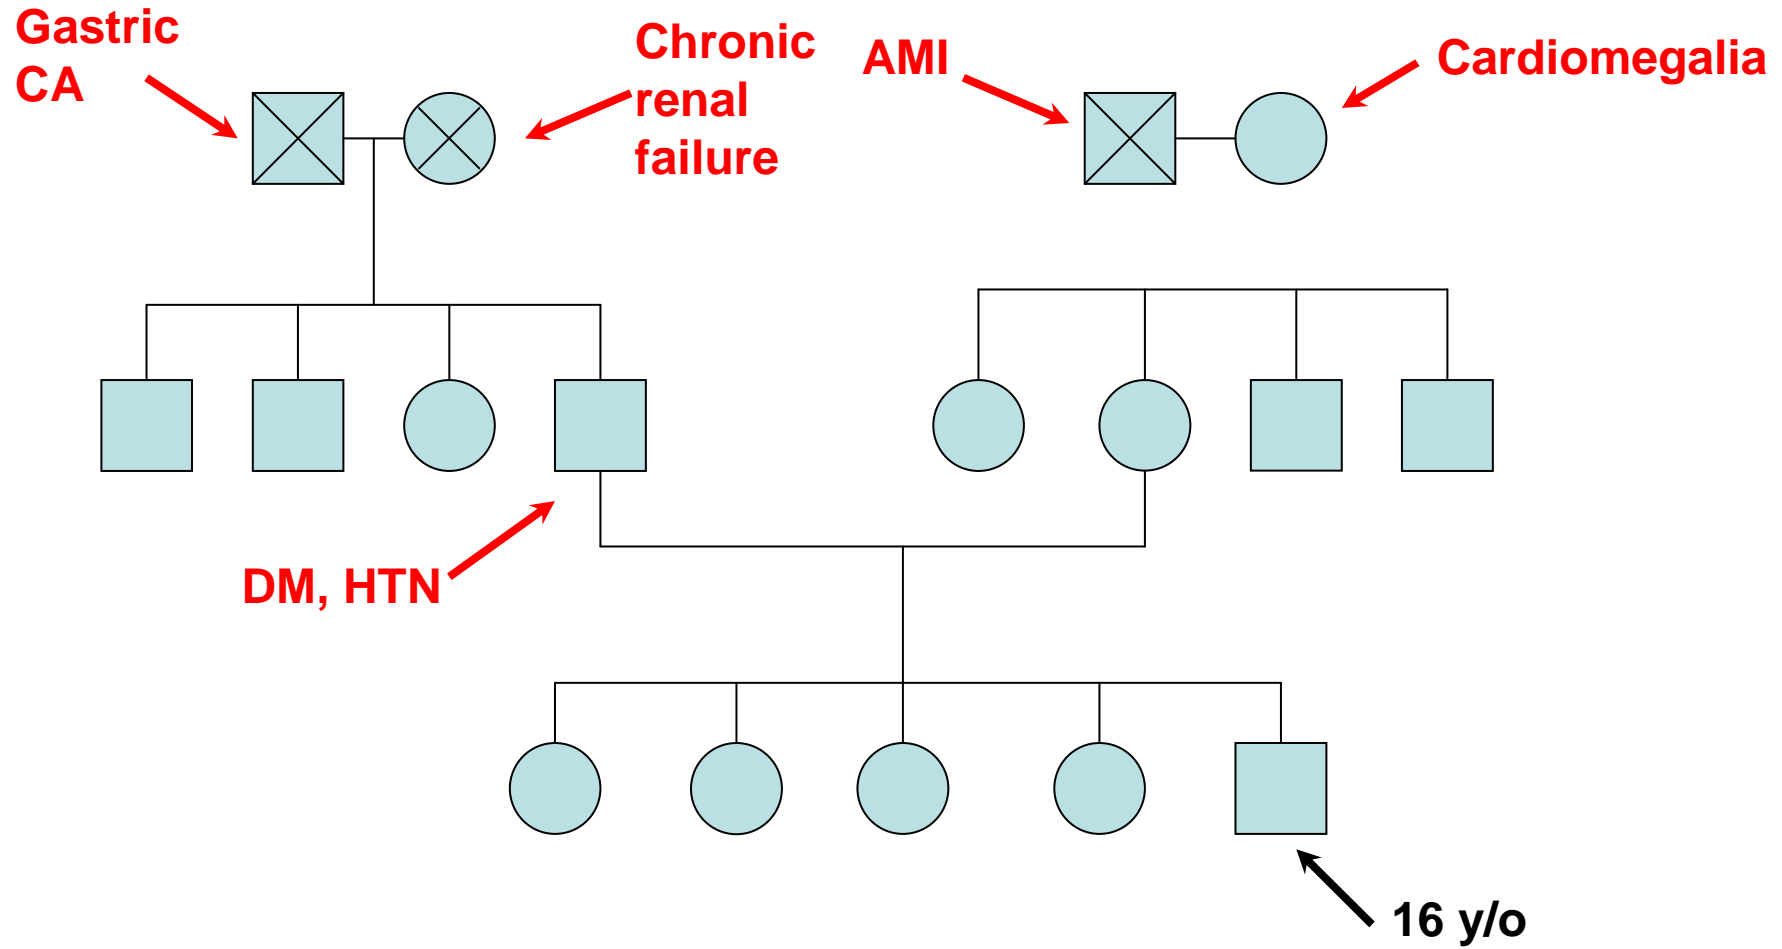 Gastric
CA
Chronic
renal
failure
AMI
Cardiomegalia
DM, HTN
16 y/o